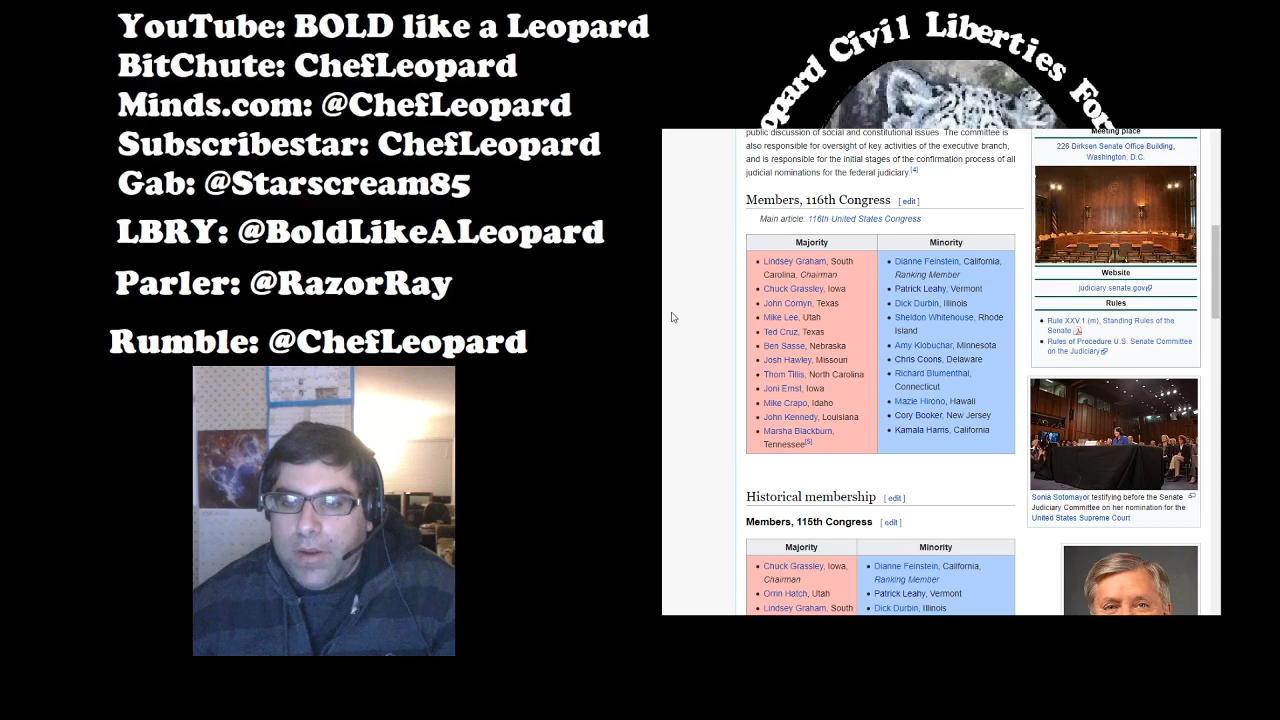 YouTube: BOLD like a Leopard
BitChute: ChefLeopard
Minds.com: @ChefLeopard
Subscribestar: ChefLeopard
Gab: @Starscream85
LBRY: @BoldLikeALeopard
Parler: @RazorRay
Rumble: @ChefLeopard
Civil Liberties
public discussion of social and constitutional issues. The committee is
also responsible for oversight of key activities of the executive branch,
and is responsible for the initial stages of the confirmation process of all
judicial nominations for the federal judiciary.[4]
Members, 116th Congress [ edit ]
Main article: 116th United States Congress
Majority
Lindsey Graham, South
Carolina, Chairman
Chuck Grassley, Iowa
John Cornyn, Texas
Mike Lee, Utah
Ted Cruz, Texas
Ben Sasse, Nebraska
Josh Hawley, Missouri
Thom Tillis, North Carolina
Joni Ernst, Iowa
Mike Crapo, Idaho
John Kennedy, Louisiana
Marsha Blackburn,
Tennessee[5]
Minority
Dianne Feinstein, California,
Ranking Member
Patrick Leahy, Vermont
Dick Durbin, Illinois
Sheldon Whitehouse, Rhode
Island
Amy Klobuchar, Minnesota
Chris Coons, Delaware
Richard Blumenthal,
Connecticut
Mazie Hirono, Hawaii
Cory Booker, New Jersey
Kamala Harris, California
Historical membership [ edit ]
Members, 115th Congress [ edit ]
Majority
Chuck Grassley, Iowa,
Chairman
Orrin Hatch, Utah
Lindsey Graham, South
Minority
Dianne Feinstein, California,
Ranking Member
Patrick Leahy, Vermont
Dick Durbin, Illinois
Meeting place
226 Dirksen Senate Office Building,
Washington, D.C.
Website
judiciary.senate.gov
Rules
Rule XXV.1.(m), Standing Rules of the
Senate
Rules of Procedure U.S. Senate Committee
on the Judiciary
Sonia Sotomayor testifying before the Senate
Judiciary Committee on her nomination for the
United States Supreme Court